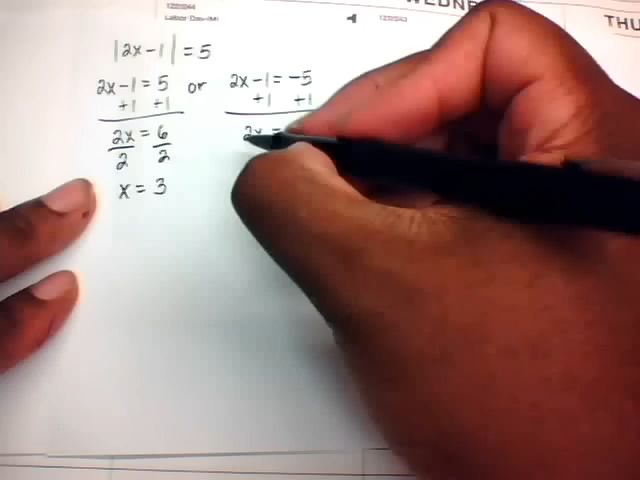 WEDNE
THU
|2x-1| = 5
2x-1 = 5 or 2x-1 = -5
+1 +1 +1 +1
2x = 6 2x =
2 2
x = 3